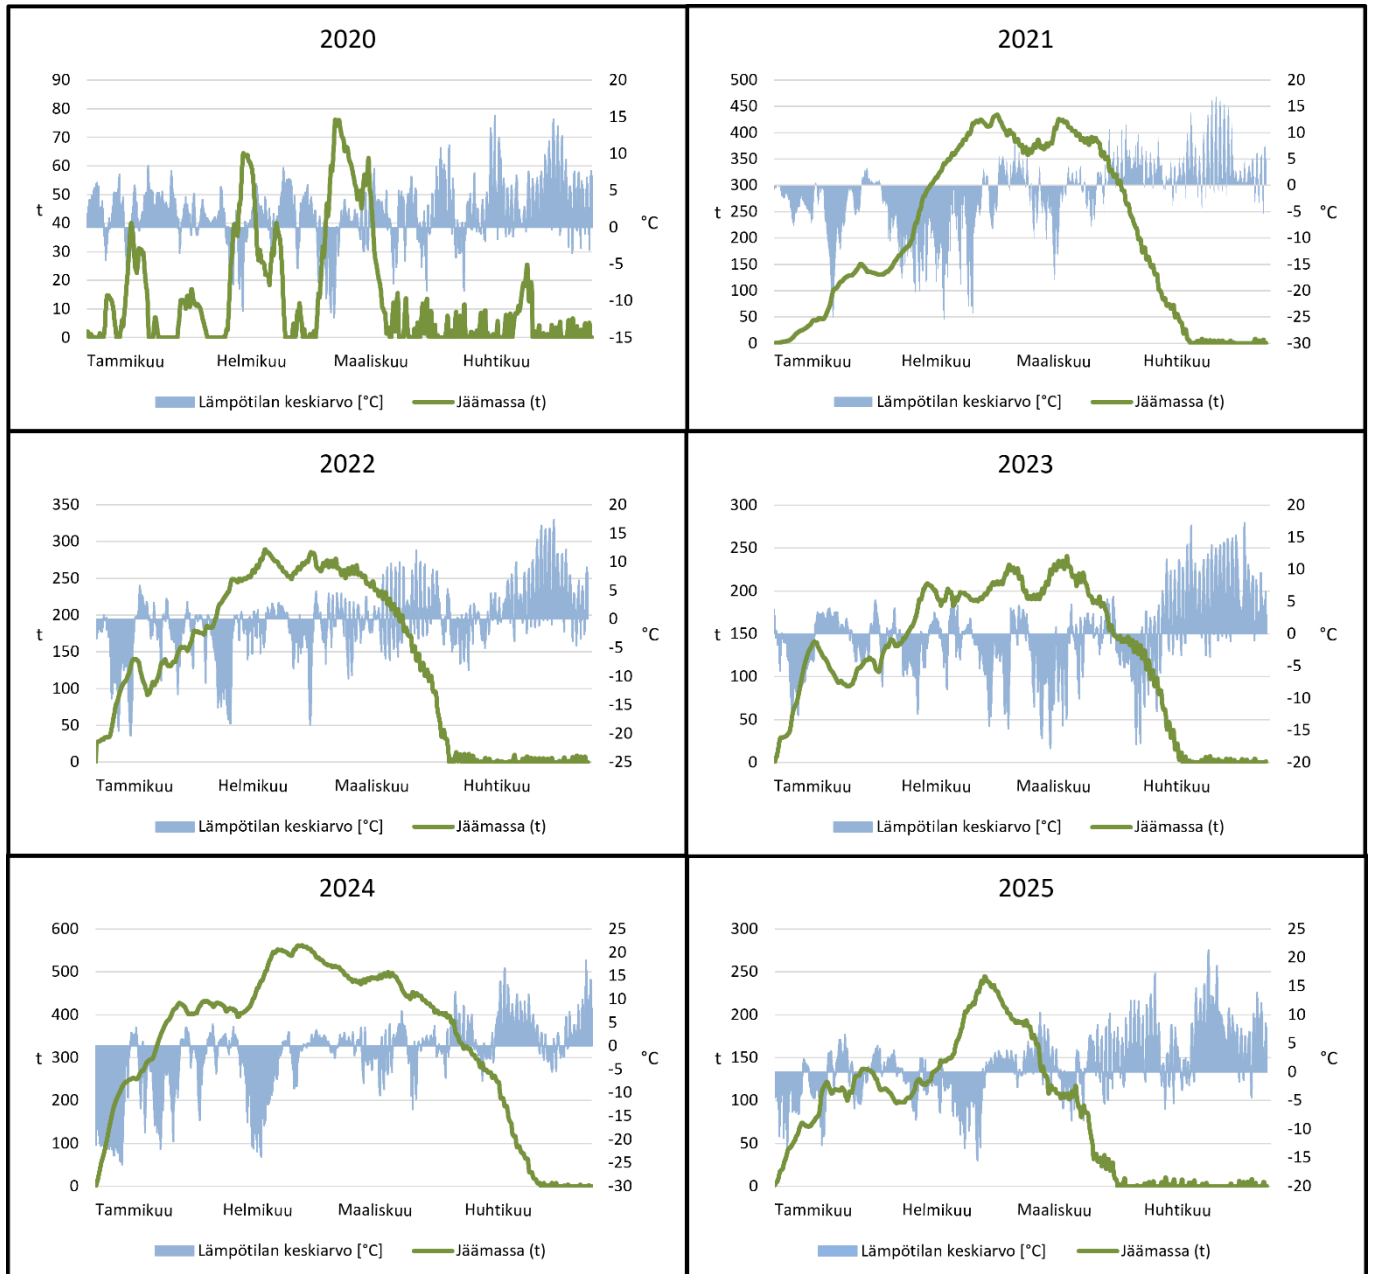 2020
90 80 70 60 50 40 30 20 10 0
t
20 15 10 5 0 -5 -10 -15
°C
Tammikuu Helmikuu Maaliskuu Huhtikuu
Lämpötilan keskiarvo [°C] Jäämassa (t)
2021
500 450 400 350 300 250 200 150 100 50 0
t
20 15 10 5 0 -5 -10 -15 -20 -25 -30
°C
Tammikuu Helmikuu Maaliskuu Huhtikuu
Lämpötilan keskiarvo [°C] Jäämassa (t)
2022
350 300 250 200 150 100 50 0
t
20 15 10 5 0 -5 -10 -15 -20 -25
°C
Tammikuu Helmikuu Maaliskuu Huhtikuu
Lämpötilan keskiarvo [°C] Jäämassa (t)
2023
300 250 200 150 100 50 0
t
20 15 10 5 0 -5 -10 -15 -20
°C
Tammikuu Helmikuu Maaliskuu Huhtikuu
Lämpötilan keskiarvo [°C] Jäämassa (t)
2024
600 500 400 300 200 100 0
t
25 20 15 10 5 0 -5 -10 -15 -20 -25 -30
°C
Tammikuu Helmikuu Maaliskuu Huhtikuu
Lämpötilan keskiarvo [°C] Jäämassa (t)
2025
300 250 200 150 100 50 0
t
25 20 15 10 5 0 -5 -10 -15 -20
°C
Tammikuu Helmikuu Maaliskuu Huhtikuu
Lämpötilan keskiarvo [°C] Jäämassa (t)